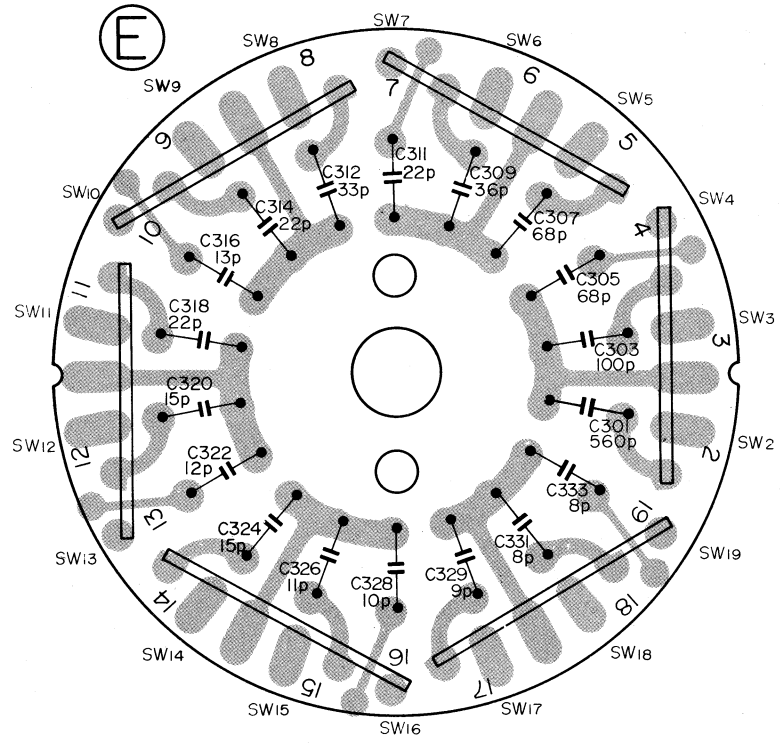 E
SW7
SW8
SW6
SW9
SW5
SW10
SW4
SW11
SW3
SW12
SW2
SW13
SW19
SW14
SW18
SW15
SW17
SW16
7
8
6
9
5
10
4
11
3
12
2
13
19
14
18
15
17
16
C311
22p
C312
33p
C309
36p
C314
22p
C307
68p
C316
13p
C305
68p
C318
22p
C303
100p
C320
15p
C301
560p
C322
12p
C333
8p
C324
15p
C331
8p
C326
11p
C328
10p
C329
9p